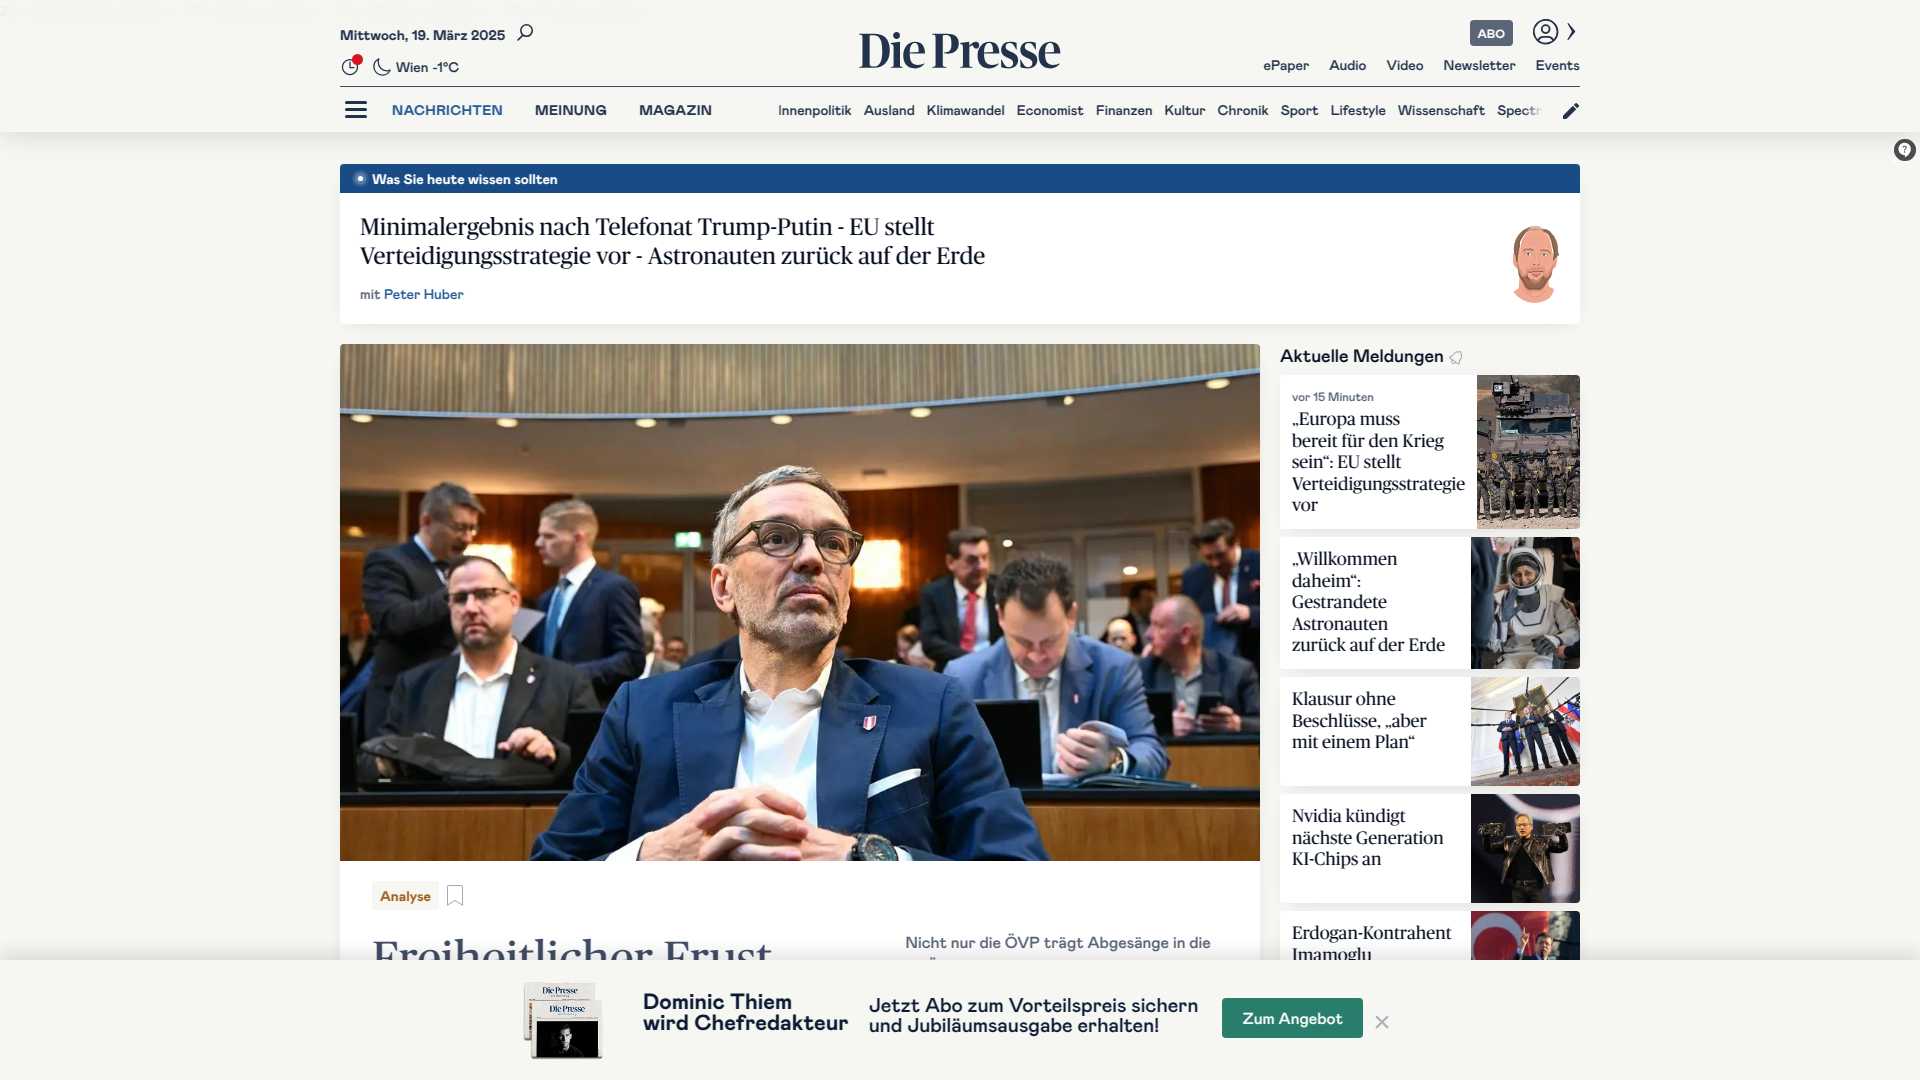 Mittwoch, 19. März 2025
Wien -1°C
Die Presse
ABO
ePaper
Audio
Video
Newsletter
Events
NACHRICHTEN
MEINUNG
MAGAZIN
Innenpolitik
Ausland
Klimawandel
Economist
Finanzen
Kultur
Chronik
Sport
Lifestyle
Wissenschaft
Was Sie heute wissen sollten
Minimalergebnis nach Telefonat Trump-Putin - EU stellt
Verteidigungsstrategie vor - Astronauten zurück auf der Erde
mit Peter Huber
Aktuelle Meldungen
vor 15 Minuten
„Europa muss
bereit für den Krieg
sein“: EU stellt
Verteidigungsstrategie
vor
„Willkommen
daheim“:
Gestrandete
Astronauten
zurück auf der Erde
Klausur ohne
Beschlüsse, „aber
mit einem Plan“
Nvidia kündigt
nächste Generation
KI-Chips an
Erdogan-Kontrahent
Imamoglu
Analyse
Freiheitlicher Frust
Nicht nur die ÖVP trägt Abgesänge in die
Die Presse
Die Presse
Dominic Thiem
wird Chefredakteur
Jetzt Abo zum Vorteilspreis sichern
und Jubiläumsausgabe erhalten!
Zum Angebot